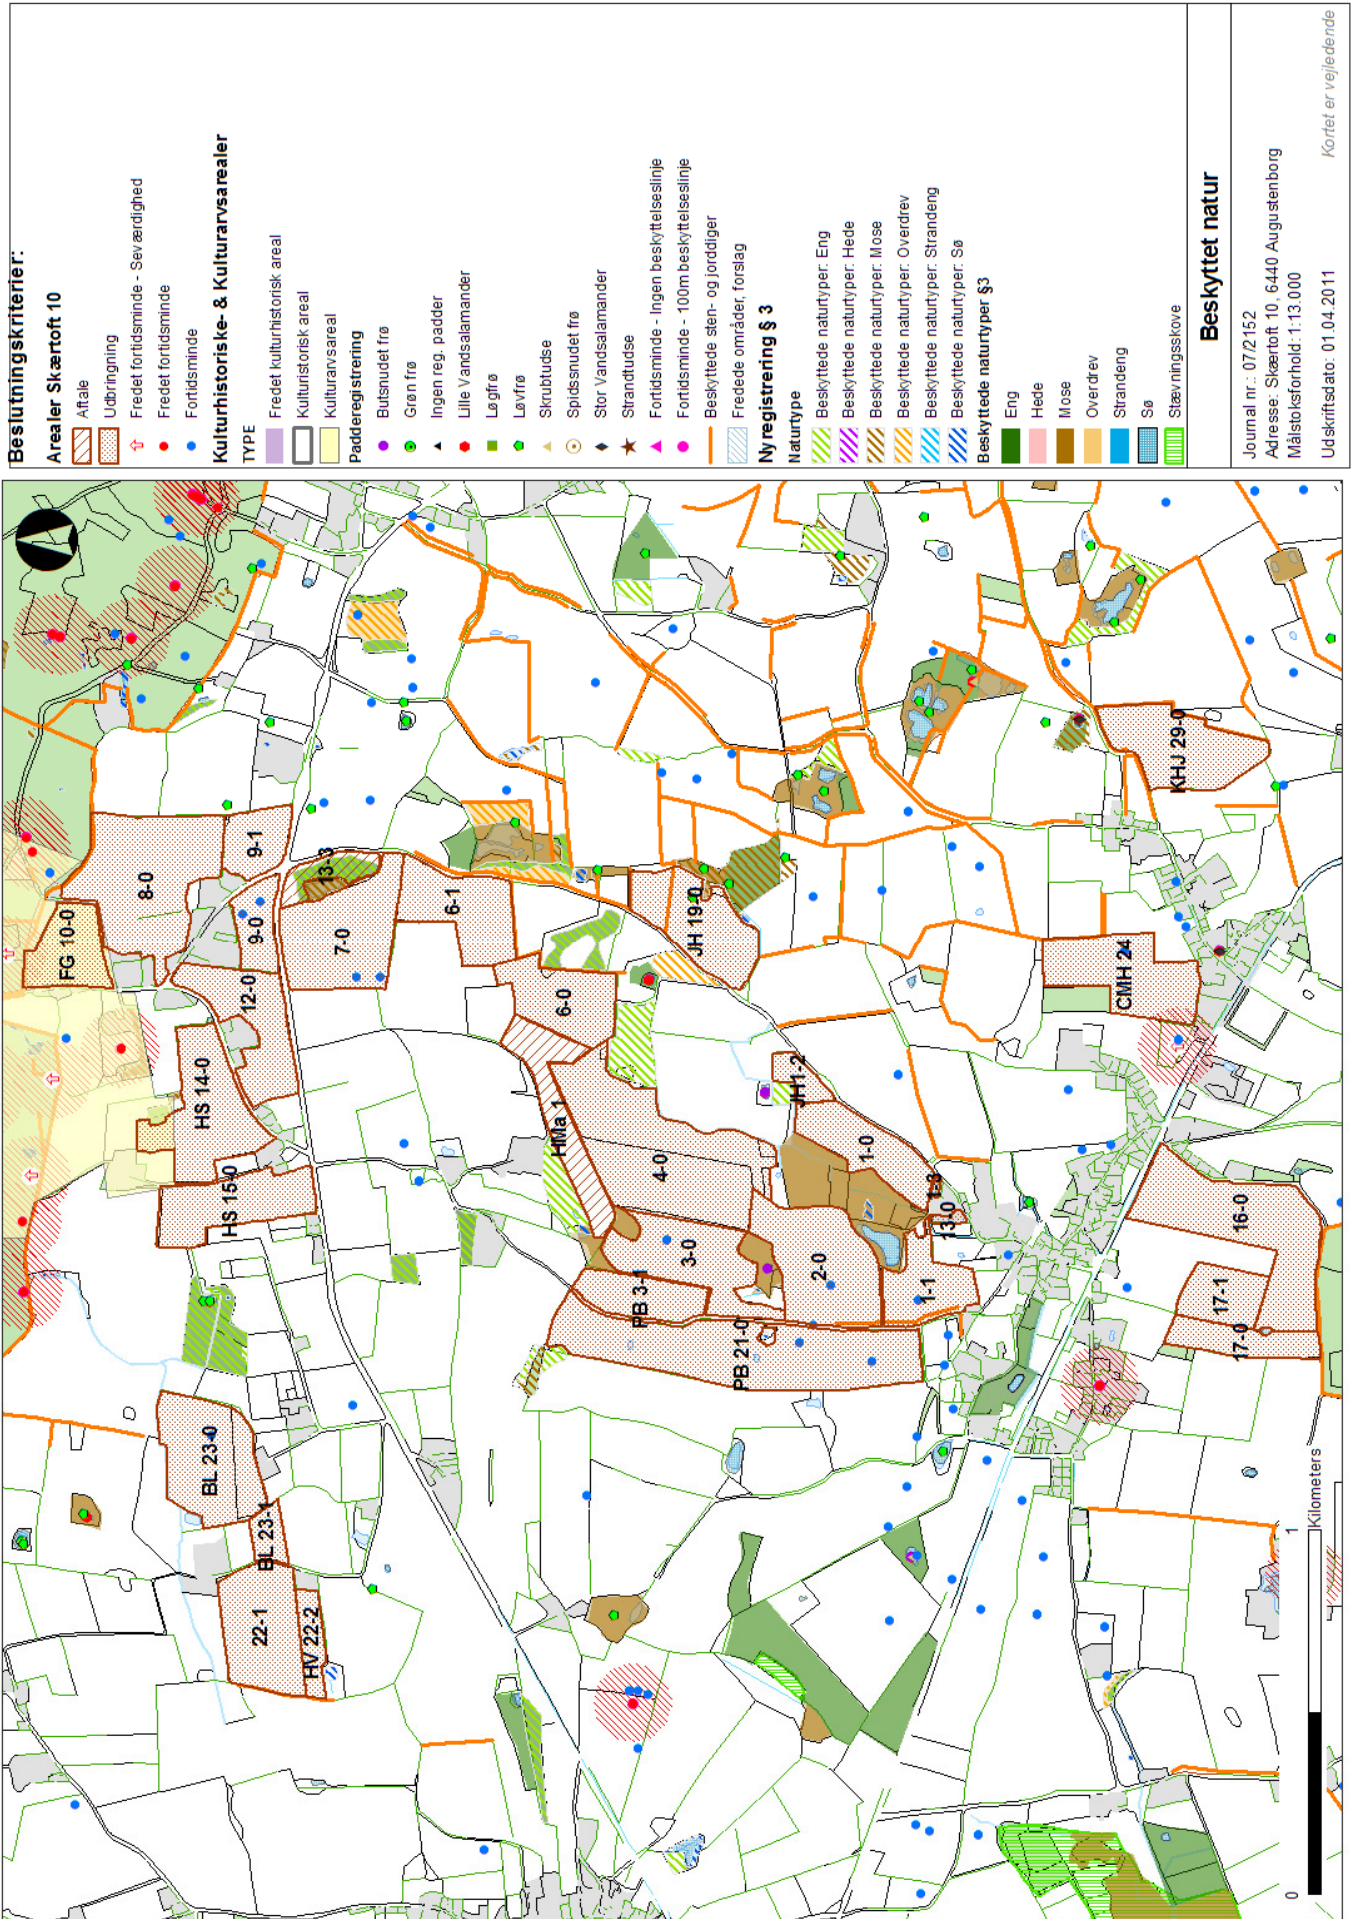 Beslutningskriterier:
Arealer Skærtoft 10
Aftale
Udbringning
Fredet fortidsminde - Seværdighed
Fredet fortidsminde
Fortidsminde
Kulturhistoriske- & Kulturarvsarealer
TYPE
Fredet kulturhistorisk areal
Kulturistorisk areal
Kulturarvsareal
Padderegistrering
Butsnudet frø
Grøn frø
Ingen reg. padder
Lille Vandsalamander
Løgfrø
Løvfrø
Skrubtudse
Spidssnudet frø
Stor Vandsalamander
Strandtudse
Fortidsminde - Ingen beskyttelseslinje
Fortidsminde - 100m beskyttelseslinje
Beskyttede sten- og jorddiger
Fredede områder, forslag
Ny registrering § 3
Naturtype
Beskyttede naturtyper: Eng
Beskyttede naturtyper: Hede
Beskyttede naturtyper: Mose
Beskyttede naturtyper: Overdrev
Beskyttede naturtyper: Strandeng
Beskyttede naturtyper: Sø
Beskyttede naturtyper §3
Eng
Hede
Mose
Overdrev
Strandeng
Sø
Stævningsskove
Beskyttet natur
Journal nr.: 07/2152
Adresse: Skærtoft 10, 6440 Augustenborg
Målstoksforhold: 1:13.000
Udskriftsdato: 01.04.2011
Kortet er vejledende
FG 10-0
8-0
9-1
9-0
13-3
12-0
7-0
HS 14-0
HS 15-0
6-1
BL 23-0
BL 23-1
22-1
HV 22-2
6-0
HMa 1
4-0
JH 19-0
3-0
PB 3-1
PB 21-0
2-0
JH1-2
1-0
1-3
13-0
1-1
KHJ 29-0
CMH 24
16-0
17-1
17-0
0
1
Kilometers